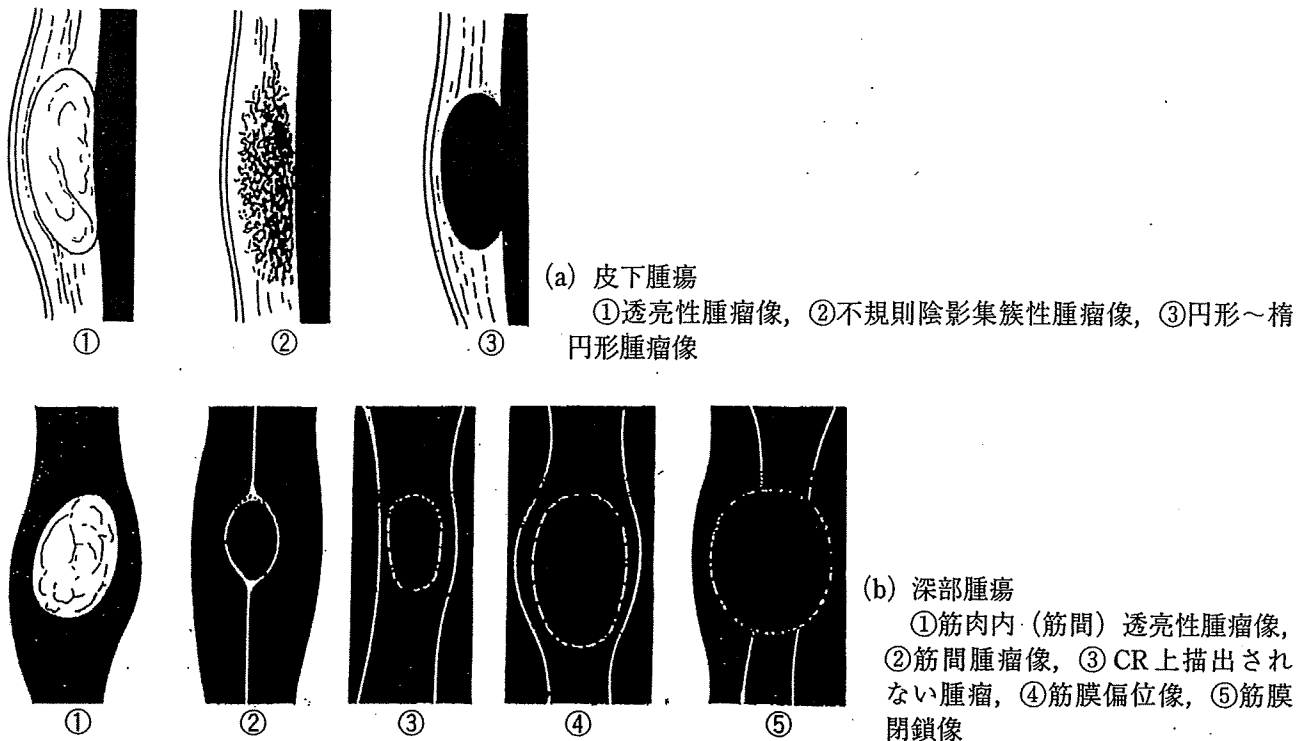 ① ② ③
(a) 皮下腫瘍
①透亮性腫瘤像, ②不規則陰影集簇性腫瘤像, ③円形〜楕
円形腫瘤像
① ② ③ ④ ⑤
(b) 深部腫瘍
①筋肉内 (筋間) 透亮性腫瘤像,
②筋間腫瘤像, ③ CR 上描出され
ない腫瘤, ④筋膜偏位像, ⑤筋膜
閉鎖像